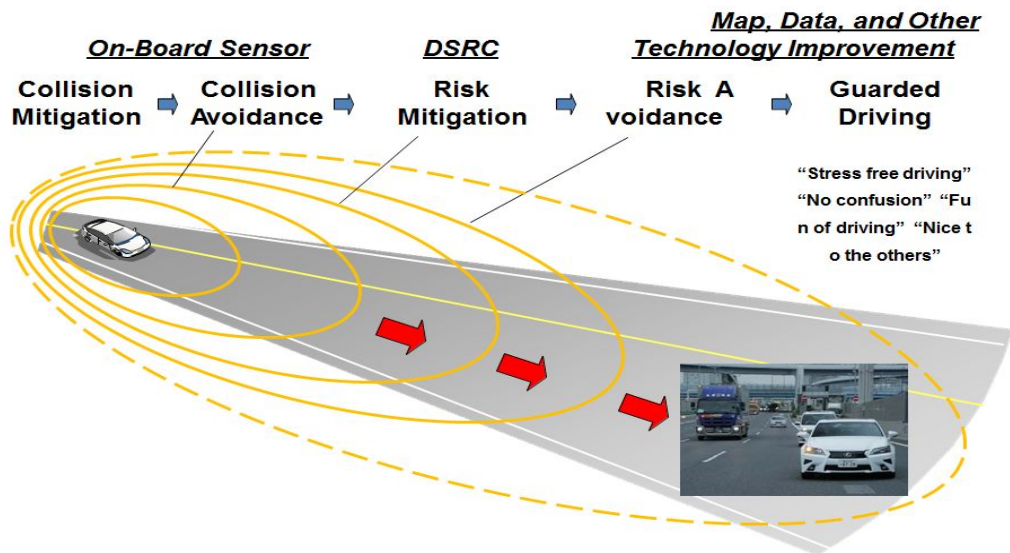 Map, Data, and Other
On-Board Sensor DSRC Technology Improvement
Collision Collision Risk Risk A Guarded
Mitigation Avoidance Mitigation voidance Driving
“Stress free driving”
“No confusion” “Fu
n of driving” “Nice t
o the others”